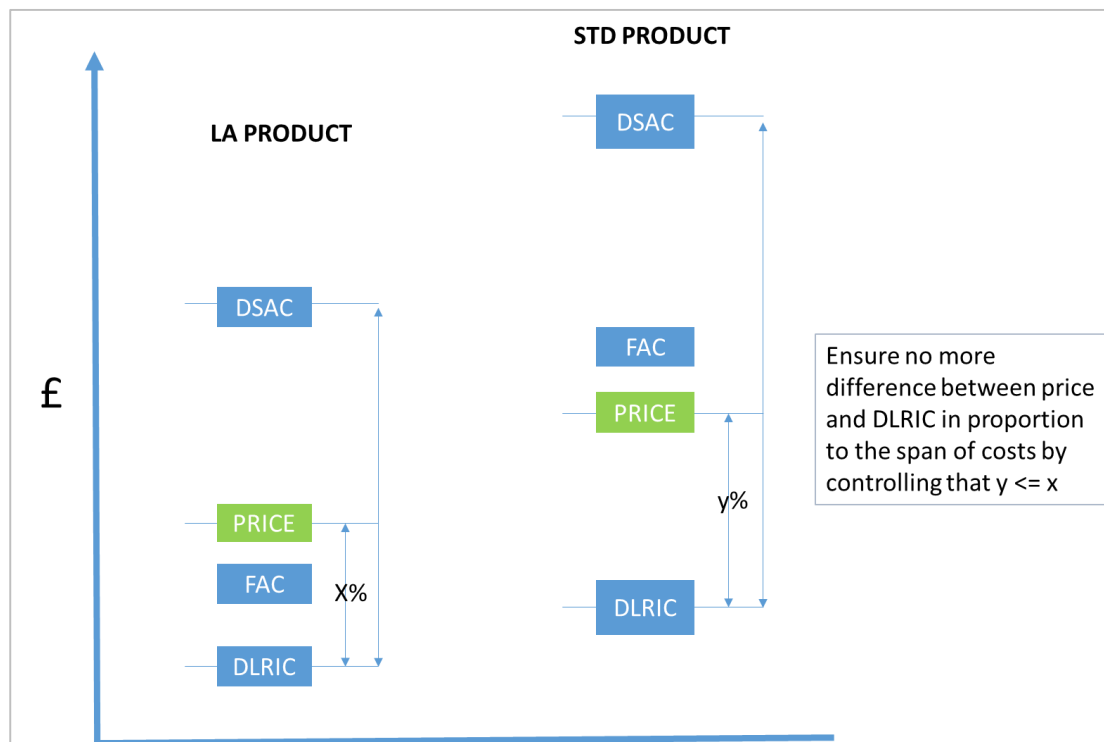 STD PRODUCT
LA PRODUCT
£
DSAC
PRICE
FAC
X%
DLRIC
DSAC
FAC
PRICE
y%
DLRIC
Ensure no more
difference between price
and DLRIC in proportion
to the span of costs by
controlling that y <= x